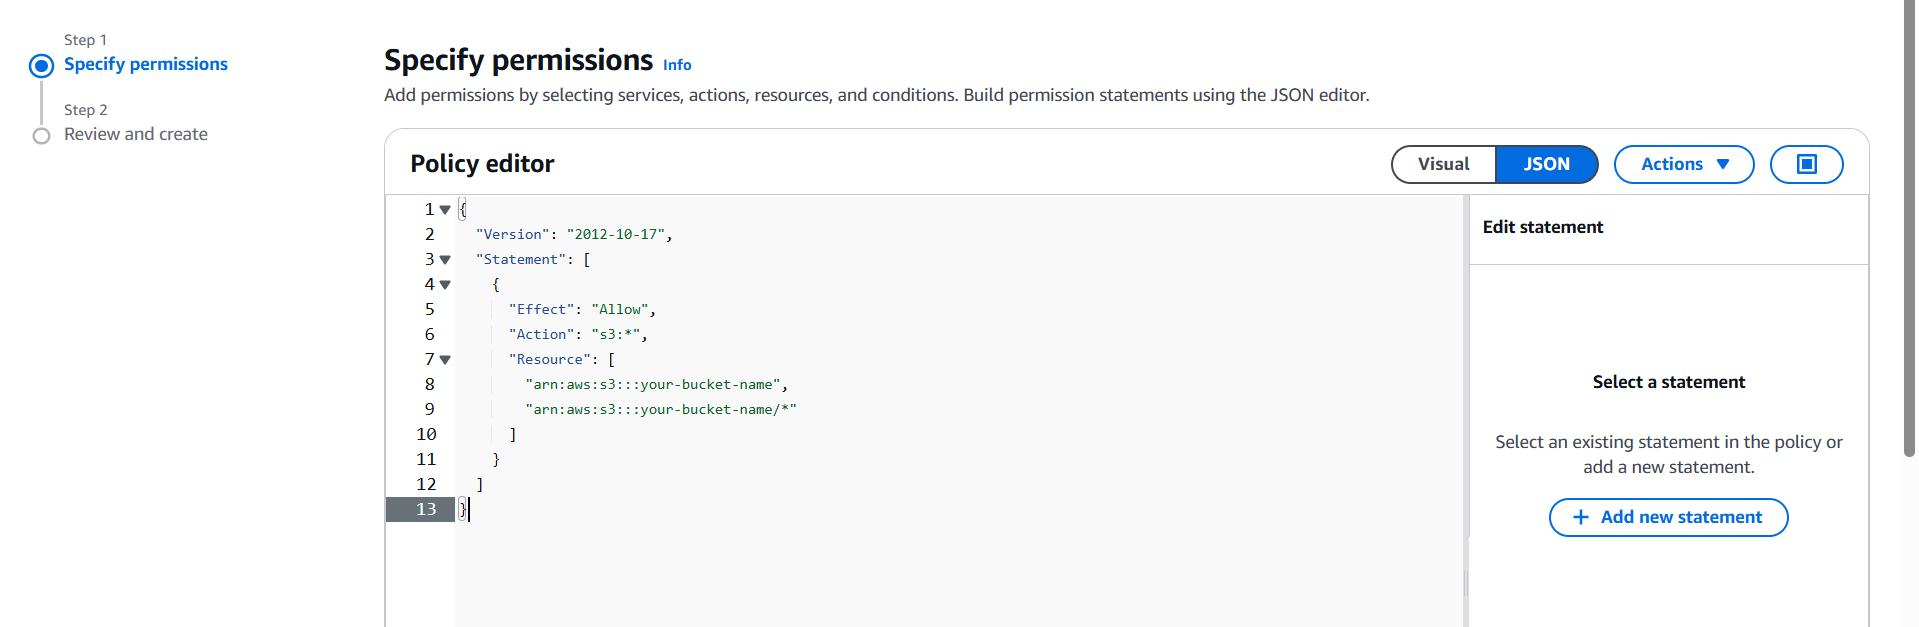 Step 1
Specify permissions
Step 2
Review and create
Specify permissions Info
Add permissions by selecting services, actions, resources, and conditions. Build permission statements using the JSON editor.
Policy editor
Visual JSON Actions
1 {
2 "Version": "2012-10-17",
3 "Statement": [
4 {
5 "Effect": "Allow",
6 "Action": "s3:*",
7 "Resource": [
8 "arn:aws:s3:::your-bucket-name",
9 "arn:aws:s3:::your-bucket-name/*"
10 ]
11 }
12 ]
13 }
Edit statement
Select a statement
Select an existing statement in the policy or
add a new statement.
+ Add new statement